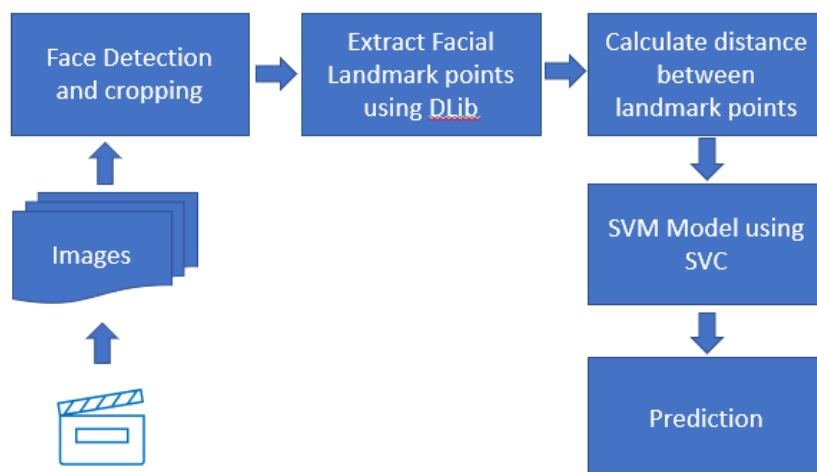 Face Detection
and cropping
Extract Facial
Landmark points
using DLib
Calculate distance
between
landmark points
Images
SVM Model using
SVC
Prediction